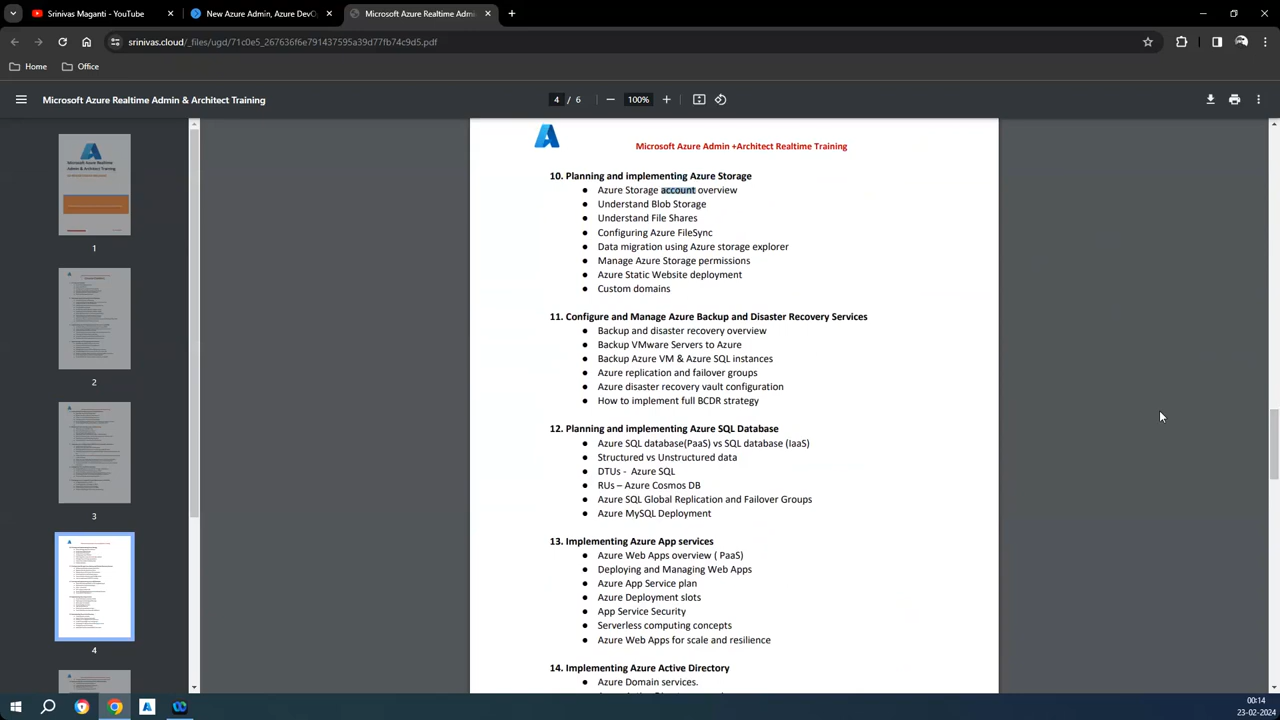 Srinivas Maganti - YouTube
New Azure Admin, Azure DevO
Microsoft Azure Realtime Admi
srinivas.cloud/_files/ugd/71c0e5_267636f6e791437595a39d77fb74c9d5.pdf
Home
Office
Microsoft Azure Realtime Admin & Architect Training
4 / 6
100%
Microsoft Azure Realtime
Admin & Architect Training
1
2
3
4
Microsoft Azure Admin +Architect Realtime Training
10. Planning and implementing Azure Storage
● Azure Storage account overview
● Understand Blob Storage
● Understand File Shares
● Configuring Azure FileSync
● Data migration using Azure storage explorer
● Manage Azure Storage permissions
● Azure Static Website deployment
● Custom domains
11. Configure and Manage Azure Backup and Disaster Recovery Services
● Backup and disaster recovery overview
● Backup VMware Servers to Azure
● Backup Azure VM & Azure SQL instances
● Azure replication and failover groups
● Azure disaster recovery vault configuration
● How to implement full BCDR strategy
12. Planning and implementing Azure SQL Database
● Azure SQL database(PaaS) vs SQL database (IaaS)
● Structured vs Unstructured data
● DTUs - Azure SQL
● RUs – Azure Cosmos DB
● Azure SQL Global Replication and Failover Groups
● Azure MySQL Deployment
13. Implementing Azure App services
● Azure Web Apps overview ( PaaS)
● Deploying and Managing Web Apps
● Azure App Service plan
● Azure Deployment slots
● App Service Security
● Serverless computing concepts
● Azure Web Apps for scale and resilience
14. Implementing Azure Active Directory
● Azure Domain services.
00:14
23-02-2024